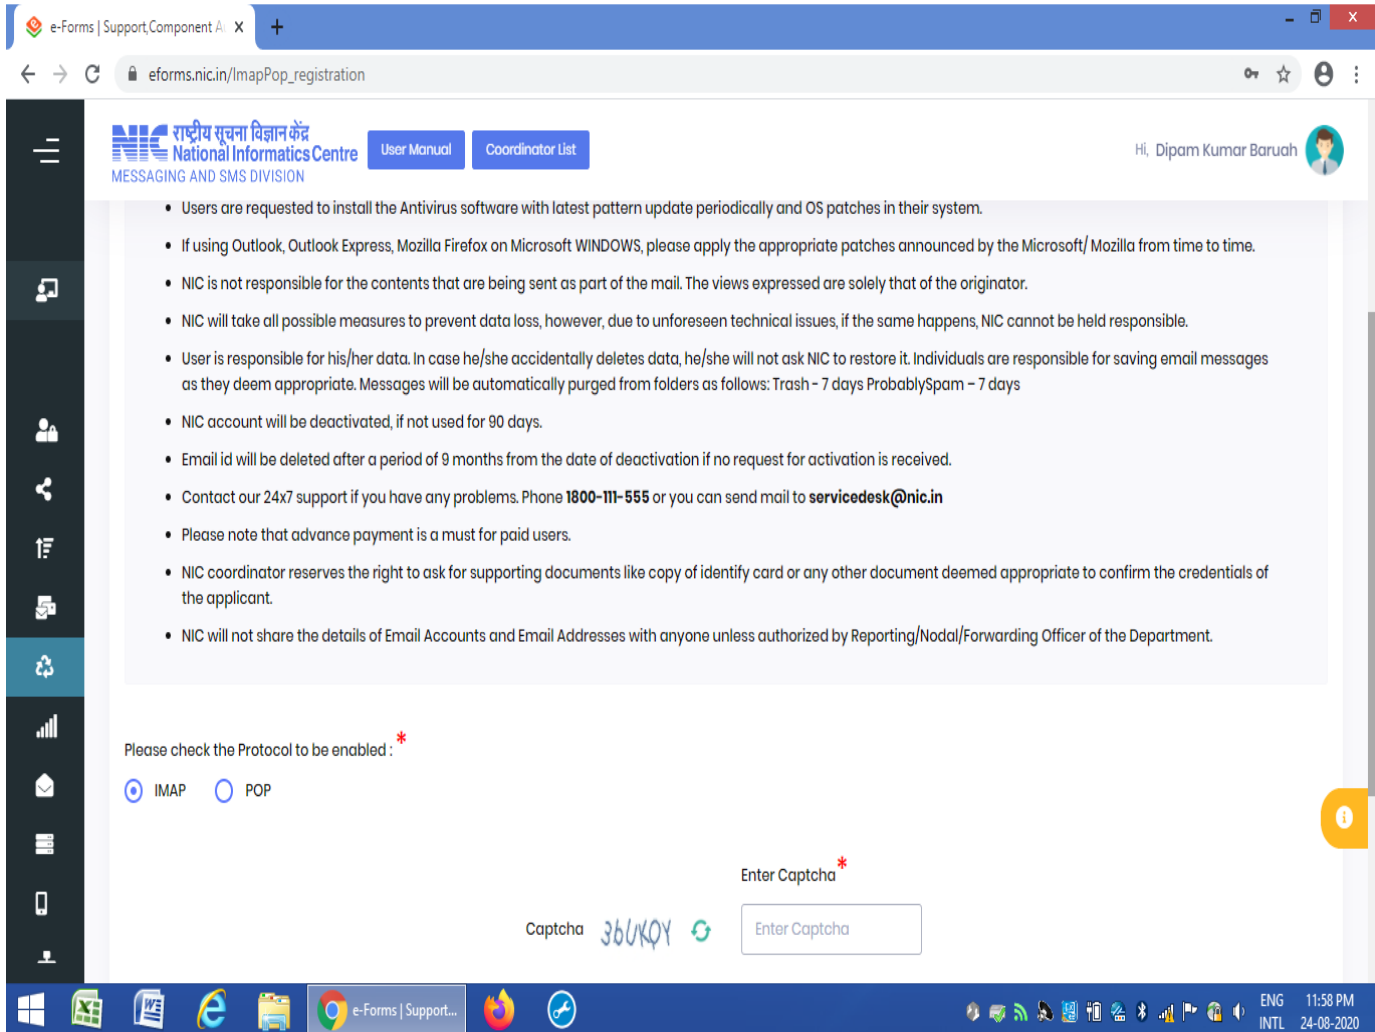 e-Forms | Support,Component A
eforms.nic.in/ImapPop_registration
NIC राष्ट्रीय सूचना विज्ञान केंद्र
National Informatics Centre
MESSAGING AND SMS DIVISION
User Manual
Coordinator List
Hi, Dipam Kumar Baruah
• Users are requested to install the Antivirus software with latest pattern update periodically and OS patches in their system.
• If using Outlook, Outlook Express, Mozilla Firefox on Microsoft WINDOWS, please apply the appropriate patches announced by the Microsoft/ Mozilla from time to time.
• NIC is not responsible for the contents that are being sent as part of the mail. The views expressed are solely that of the originator.
• NIC will take all possible measures to prevent data loss, however, due to unforeseen technical issues, if the same happens, NIC cannot be held responsible.
• User is responsible for his/her data. In case he/she accidentally deletes data, he/she will not ask NIC to restore it. Individuals are responsible for saving email messages
as they deem appropriate. Messages will be automatically purged from folders as follows: Trash - 7 days ProbablySpam – 7 days
• NIC account will be deactivated, if not used for 90 days.
• Email id will be deleted after a period of 9 months from the date of deactivation if no request for activation is received.
• Contact our 24x7 support if you have any problems. Phone 1800-111-555 or you can send mail to servicedesk@nic.in
• Please note that advance payment is a must for paid users.
• NIC coordinator reserves the right to ask for supporting documents like copy of identify card or any other document deemed appropriate to confirm the credentials of
the applicant.
• NIC will not share the details of Email Accounts and Email Addresses with anyone unless authorized by Reporting/Nodal/Forwarding Officer of the Department.
Please check the Protocol to be enabled : *
IMAP POP
Enter Captcha *
Captcha 36UKQY Enter Captcha
e-Forms | Support...
ENG 11:58 PM
INTL 24-08-2020